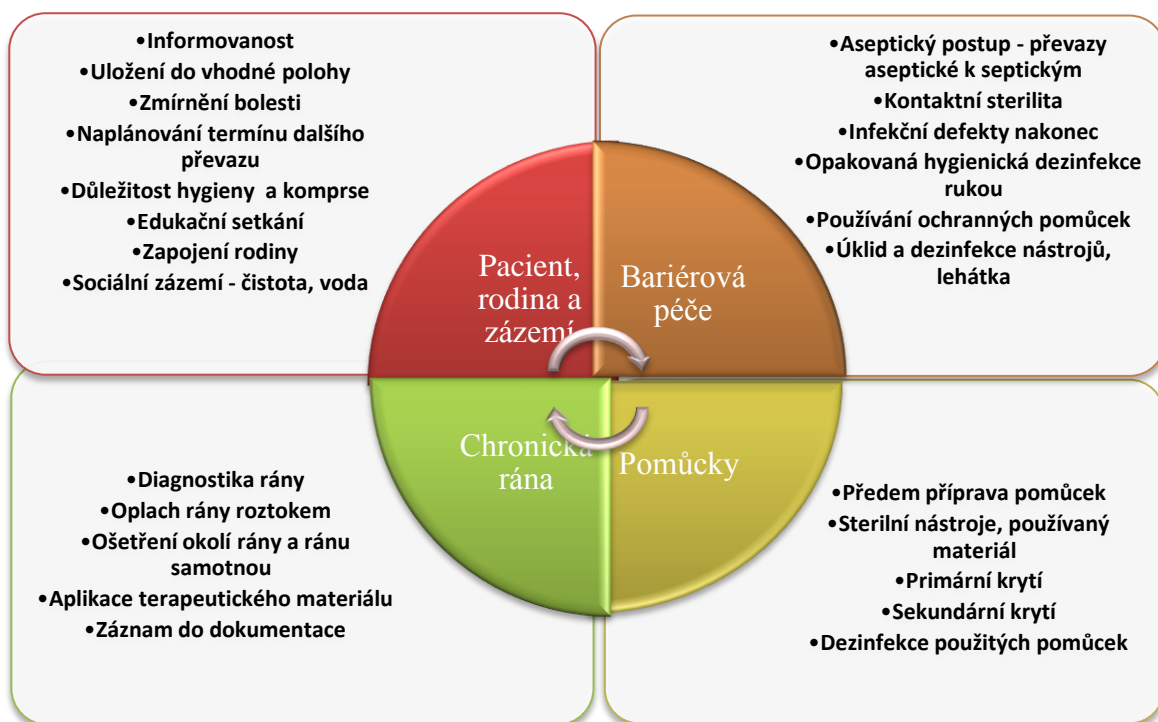 •Informovanost
•Uložení do vhodné polohy
•Zmírnění bolesti
•Naplánování termínu dalšího
převazu
•Důležitost hygieny a komprse
•Edukační setkání
•Zapojení rodiny
•Sociální zázemí - čistota, voda
•Aseptický postup - převazy
aseptické k septickým
•Kontaktní sterilita
•Infekční defekty nakonec
•Opakovaná hygienická dezinfekce
rukou
•Používání ochranných pomůcek
•Úklid a dezinfekce nástrojů,
lehátka
Pacient,
rodina a
zázemí
Bariérová
péče
Chronická
rána
Pomůcky
•Diagnostika rány
•Oplach rány roztokem
•Ošetření okolí rány a ránu
samotnou
•Aplikace terapeutického materiálu
•Záznam do dokumentace
•Předem příprava pomůcek
•Sterilní nástroje, používaný
materiál
•Primární krytí
•Sekundární krytí
•Dezinfekce použitých pomůcek